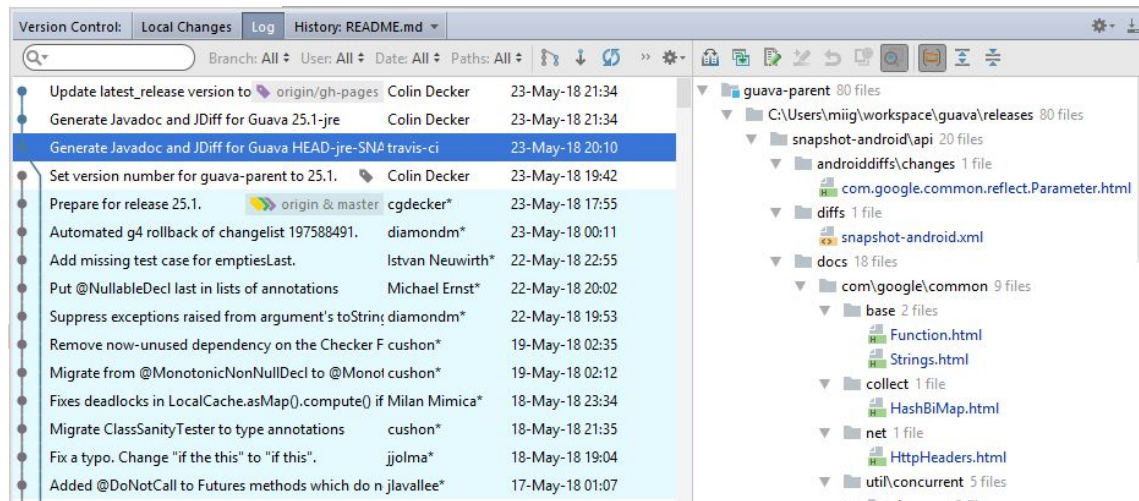 Version Control: Local Changes Log History: README.md
Branch: All User: All Date: All Paths: All
Update latest_release version to origin/gh-pages Colin Decker 23-May-18 21:34
Generate Javadoc and JDiff for Guava 25.1-jre Colin Decker 23-May-18 21:34
Generate Javadoc and JDiff for Guava HEAD-jre-SNA travis-ci 23-May-18 20:10
Set version number for guava-parent to 25.1. Colin Decker 23-May-18 19:42
Prepare for release 25.1. origin & master cgdecker* 23-May-18 17:55
Automated g4 rollback of changelist 197588491. diamondm* 23-May-18 00:11
Add missing test case for emptiesLast. Istvan Neuwirth* 22-May-18 22:55
Put @NullableDecl last in lists of annotations Michael Ernst* 22-May-18 20:02
Suppress exceptions raised from argument's toString diamondm* 22-May-18 19:53
Remove now-unused dependency on the Checker F cushon* 19-May-18 02:35
Migrate from @MonotonicNonNullDecl to @Monot cushon* 19-May-18 02:12
Fixes deadlocks in LocalCache.asMap().compute() if Milan Mimica* 18-May-18 23:34
Migrate ClassSanityTester to type annotations cushon* 18-May-18 21:35
Fix a typo. Change "if the this" to "if this". jjolma* 18-May-18 19:04
Added @DoNotCall to Futures methods which do n jlavallee* 17-May-18 01:07
guava-parent 80 files
C:\Users\miig\workspace\guava\releases 80 files
snapshot-android\api 20 files
androiddiffs\changes 1 file
com.google.common.reflect.Parameter.html
diffs 1 file
snapshot-android.xml
docs 18 files
com\google\common 9 files
base 2 files
Function.html
Strings.html
collect 1 file
HashBiMap.html
net 1 file
HttpHeaders.html
util\concurrent 5 files